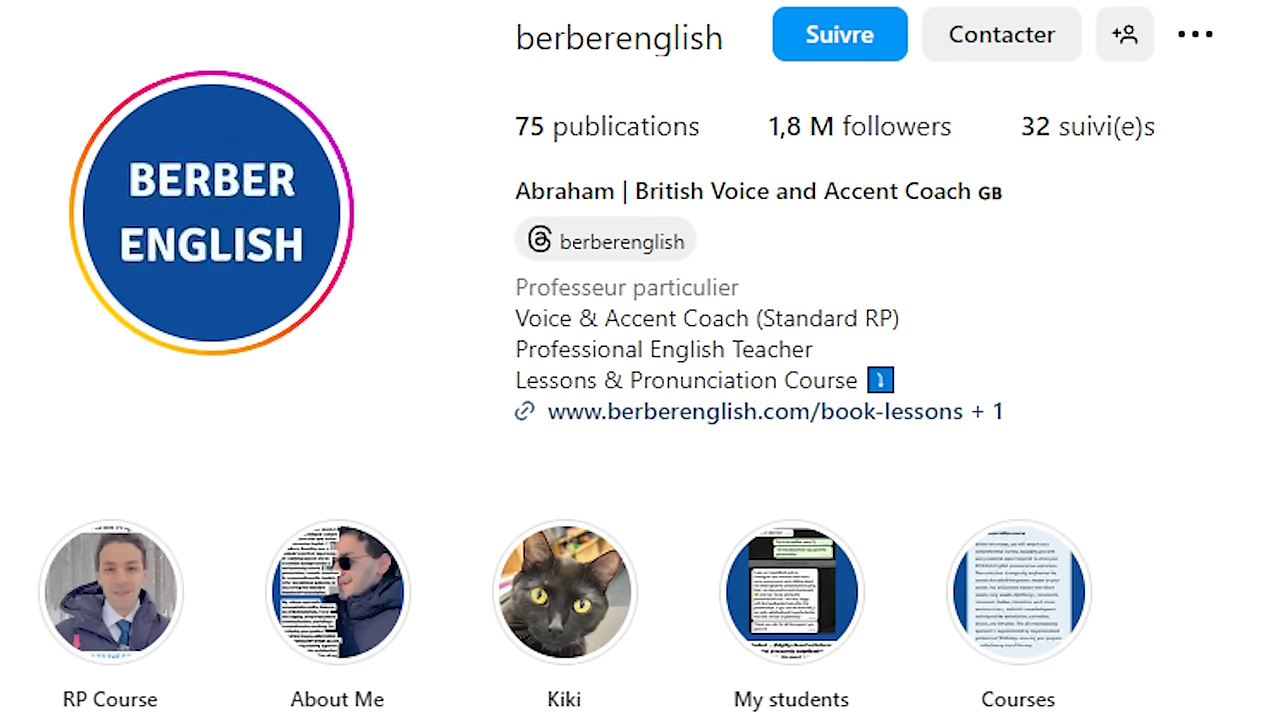 berberenglish
Suivre
Contacter
75 publications
1,8 M followers
32 suivi(e)s
BERBER
ENGLISH
Abraham | British Voice and Accent Coach GB
berberenglish
Professeur particulier
Voice & Accent Coach (Standard RP)
Professional English Teacher
Lessons & Pronunciation Course
www.berberenglish.com/book-lessons + 1
RP Course
About Me
Kiki
My students
Courses